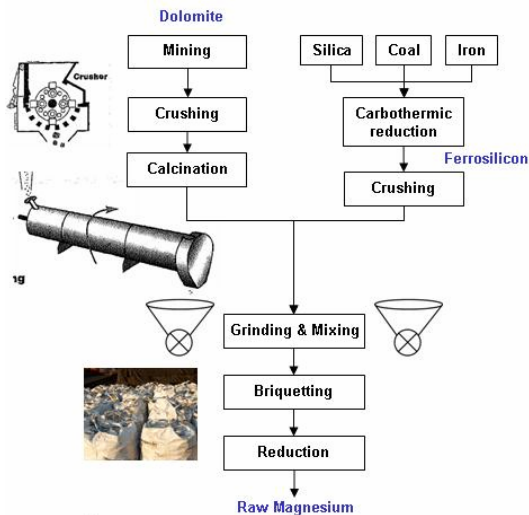 Dolomite
Mining
Silica
Coal
Iron
Crusher
Crushing
Carbothermic
reduction
Ferrosilicon
Calcination
Crushing
ng
Grinding & Mixing
Briquetting
Reduction
Raw Magnesium